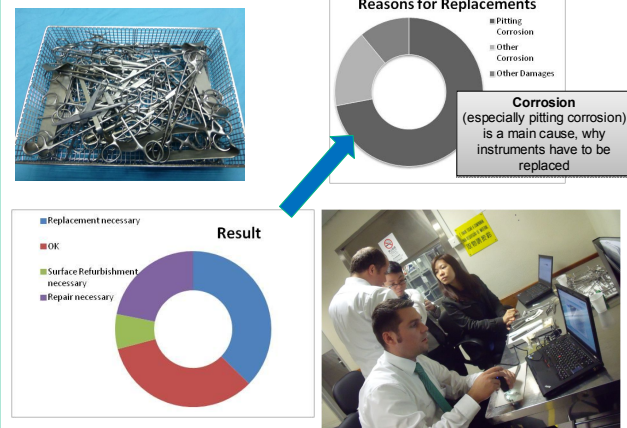 Reasons for Replacements
Pitting
Corrosion
Other
Corrosion
Other Damages
Corrosion
(especially pitting corrosion)
is a main cause, why
instruments have to be
replaced
Replacement necessary
Result
OK
Surface Refurbishment
necessary
Repair necessary